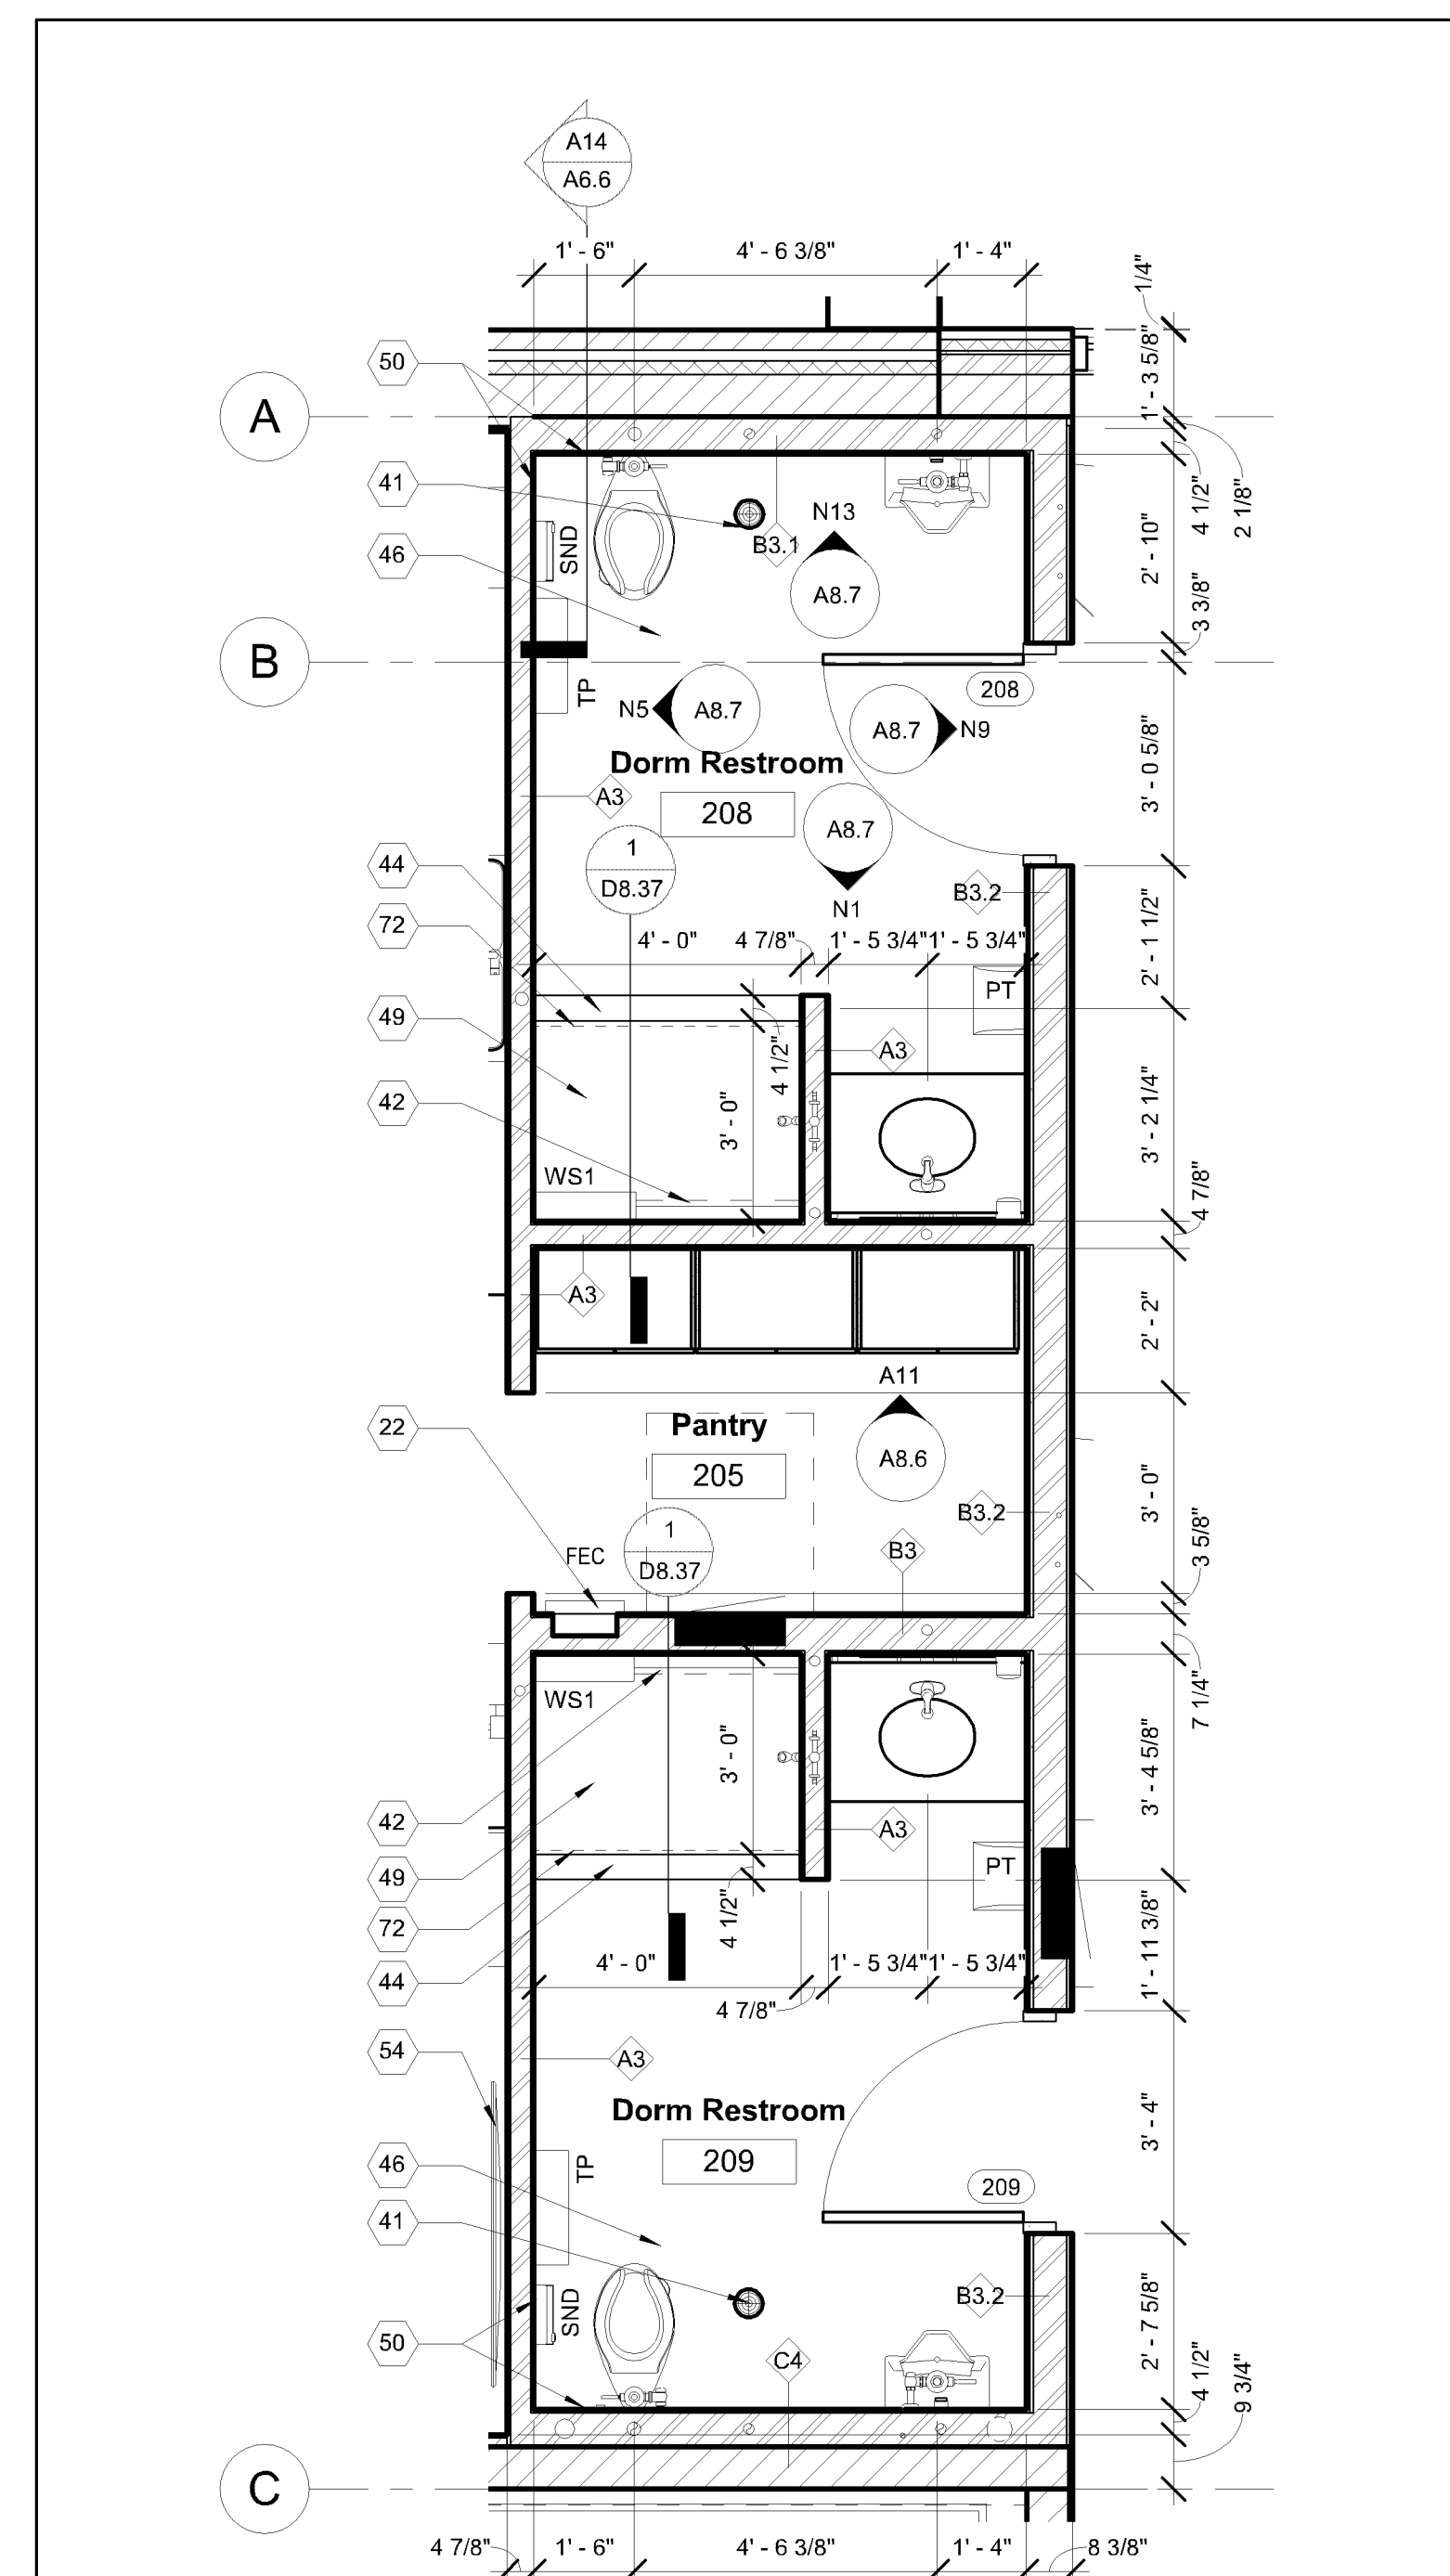 A14
A6.6
1' - 6"
4' - 6 3/8"
1' - 4"
1/4"
1' - 3 5/8"
50
A
41
N13
B3.1
A8.7
SND
46
4 1/2"
2 1/8"
2' - 10"
3 3/8"
B
TP
N5
A8.7
A8.7
N9
208
Dorm Restroom
208
A3
A8.7
3' - 0 5/8"
44
1
D8.37
N1
B3.2
72
4' - 0"
4 7/8"
1' - 5 3/4"
1' - 5 3/4"
2' - 1 1/2"
PT
49
4 1/2"
A3
42
3' - 0"
3' - 2 1/4"
WS1
4 7/8"
A3
2' - 2"
A11
22
Pantry
205
A8.6
B3.2
3' - 0"
FEC
1
D8.37
B3
3 5/8"
7 1/4"
WS1
3' - 0"
42
A3
3' - 4 5/8"
49
PT
72
4 1/2"
44
4' - 0"
1' - 5 3/4"
1' - 5 3/4"
1' - 11 3/8"
4 7/8"
54
A3
Dorm Restroom
209
3' - 4"
46
TP
209
41
SND
B3.2
50
C4
2' - 7 5/8"
4 1/2"
9 3/4"
C
4 7/8"
1' - 6"
4' - 6 3/8"
1' - 4"
8 3/8"